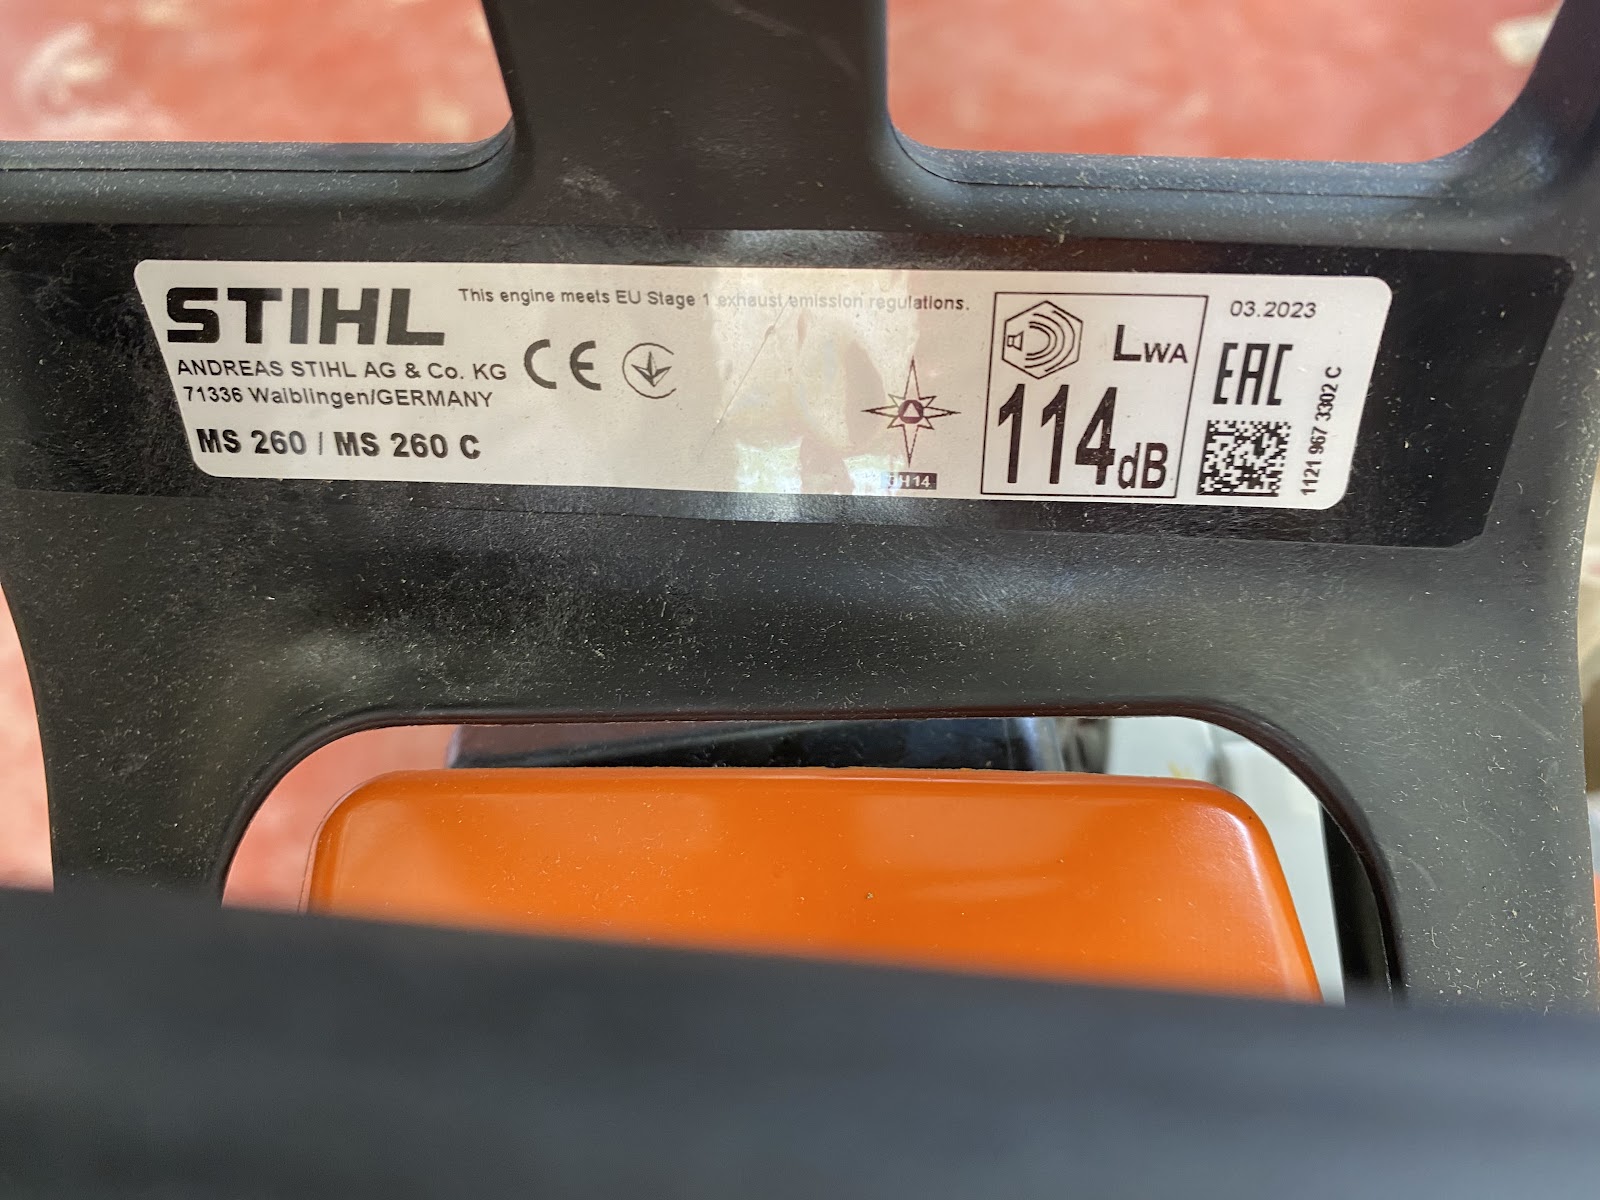 STIHL
This engine meets EU Stage 1 exhaust emission regulations.
ANDREAS STIHL AG & Co. KG
71336 Waiblingen/GERMANY
MS 260 / MS 260 C
CE
14
LWA
114dB
03.2023
EAC
1121 967 3302 C